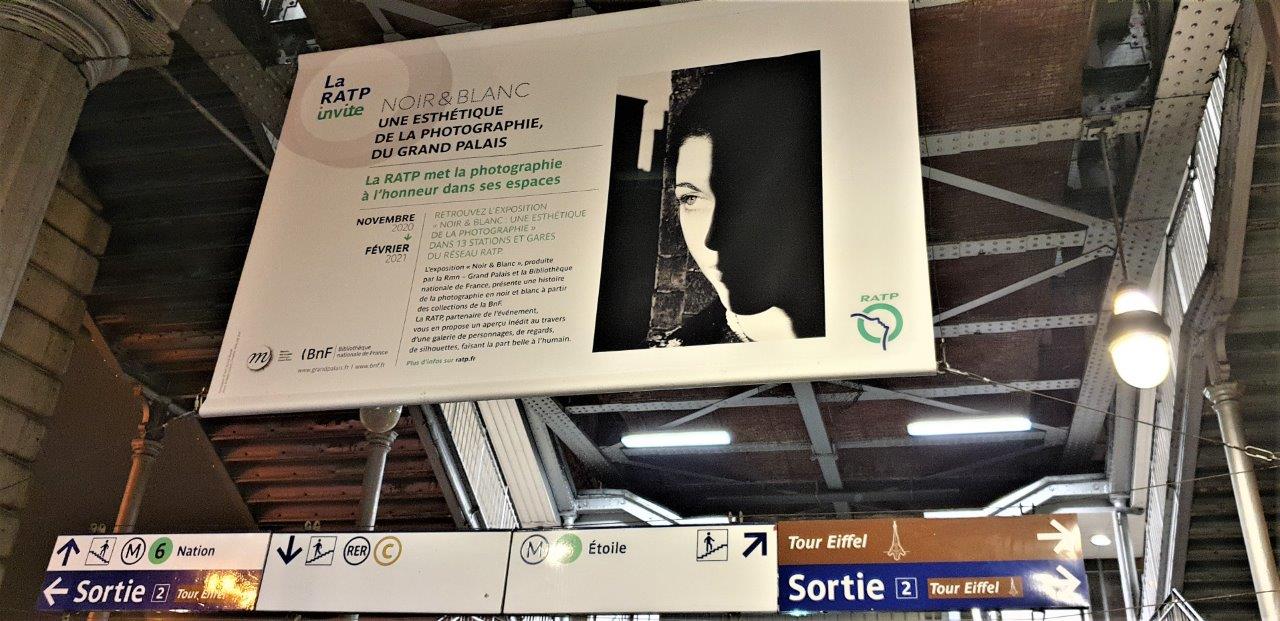 La
RATP
invite
NOIR & BLANC
UNE ESTHÉTIQUE
DE LA PHOTOGRAPHIE,
DU GRAND PALAIS
La RATP met la photographie
à l'honneur dans ses espaces
NOVEMBRE
2020
FÉVRIER
2021
RETROUVEZ L'EXPOSITION
« NOIR & BLANC : UNE ESTHÉTIQUE
DE LA PHOTOGRAPHIE »
DANS 13 STATIONS ET GARES
DU RÉSEAU RATP.
L'exposition « Noir & Blanc », produite
par la Rmn – Grand Palais et la Bibliothèque
nationale de France, présente une histoire
de la photographie en noir et blanc à partir
des collections de la BnF.
La RATP, partenaire de l'événement,
vous en propose un aperçu inédit au travers
d'une galerie de personnages, de regards,
de silhouettes, faisant la part belle à l'humain.
Plus d'infos sur ratp.fr
m
(BnF
Bibliothèque
nationale de France
www.grandpalais.fr | www.bnf.fr
RATP
M 6 Nation
Sortie 2 Tour Eiffel
RER C
M Étoile
Tour Eiffel
Sortie 2 Tour Eiffel